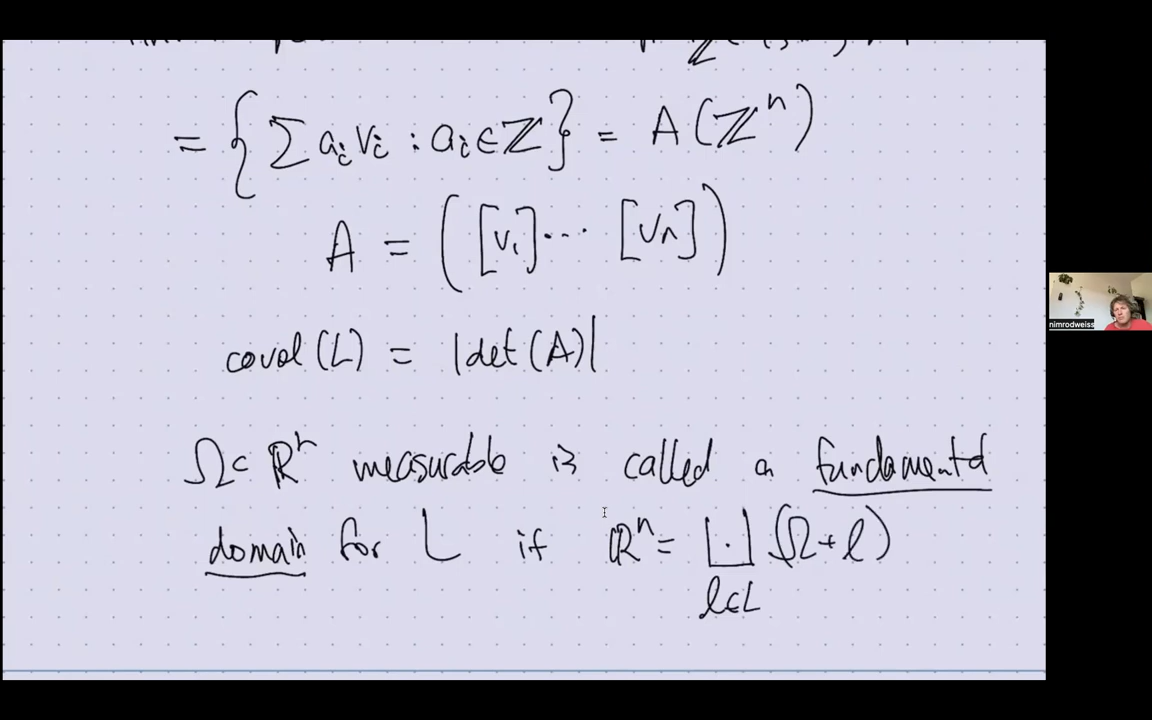 = { ∑ aᵢvᵢ : aᵢ ∈ ℤ } = A(ℤⁿ)
A = ([v₁] ⋯ [vₙ])
covol(L) = |det(A)|
Ω ⊂ ℝⁿ measurable is called a fundamental
domain for L if ℝⁿ = ⨃ (Ω + ℓ)
ℓ∈L
nimrodweiss